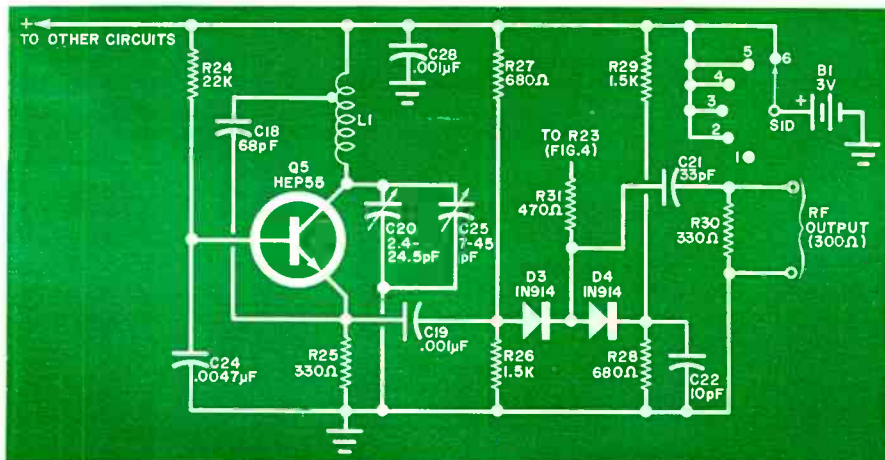 +
TO OTHER CIRCUITS
R24
22K
C28
.001µF
R27
680Ω
R29
1.5K
5
6
4
3
2
1
B1
3V
+
S1D
C18
68pF
L1
TO R23
(FIG.4)
C21
33pF
Q5
HEP55
R31
470Ω
C20
2.4-
24.5pF
C25
7-45
pF
R30
330Ω
RF
OUTPUT
(300Ω)
D3
1N914
D4
1N914
C19
.001µF
C24
.0047µF
R25
330Ω
R26
1.5K
R28
680Ω
C22
10pF